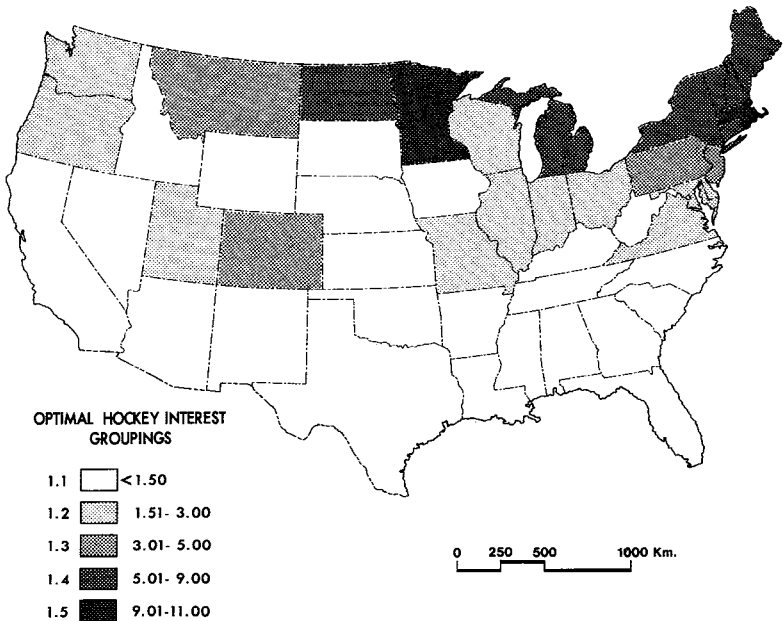 OPTIMAL HOCKEY INTEREST
GROUPINGS
1.1 <1.50
1.2 1.51- 3.00
1.3 3.01- 5.00
1.4 5.01- 9.00
1.5 9.01-11.00
0 250 500 1000 Km.